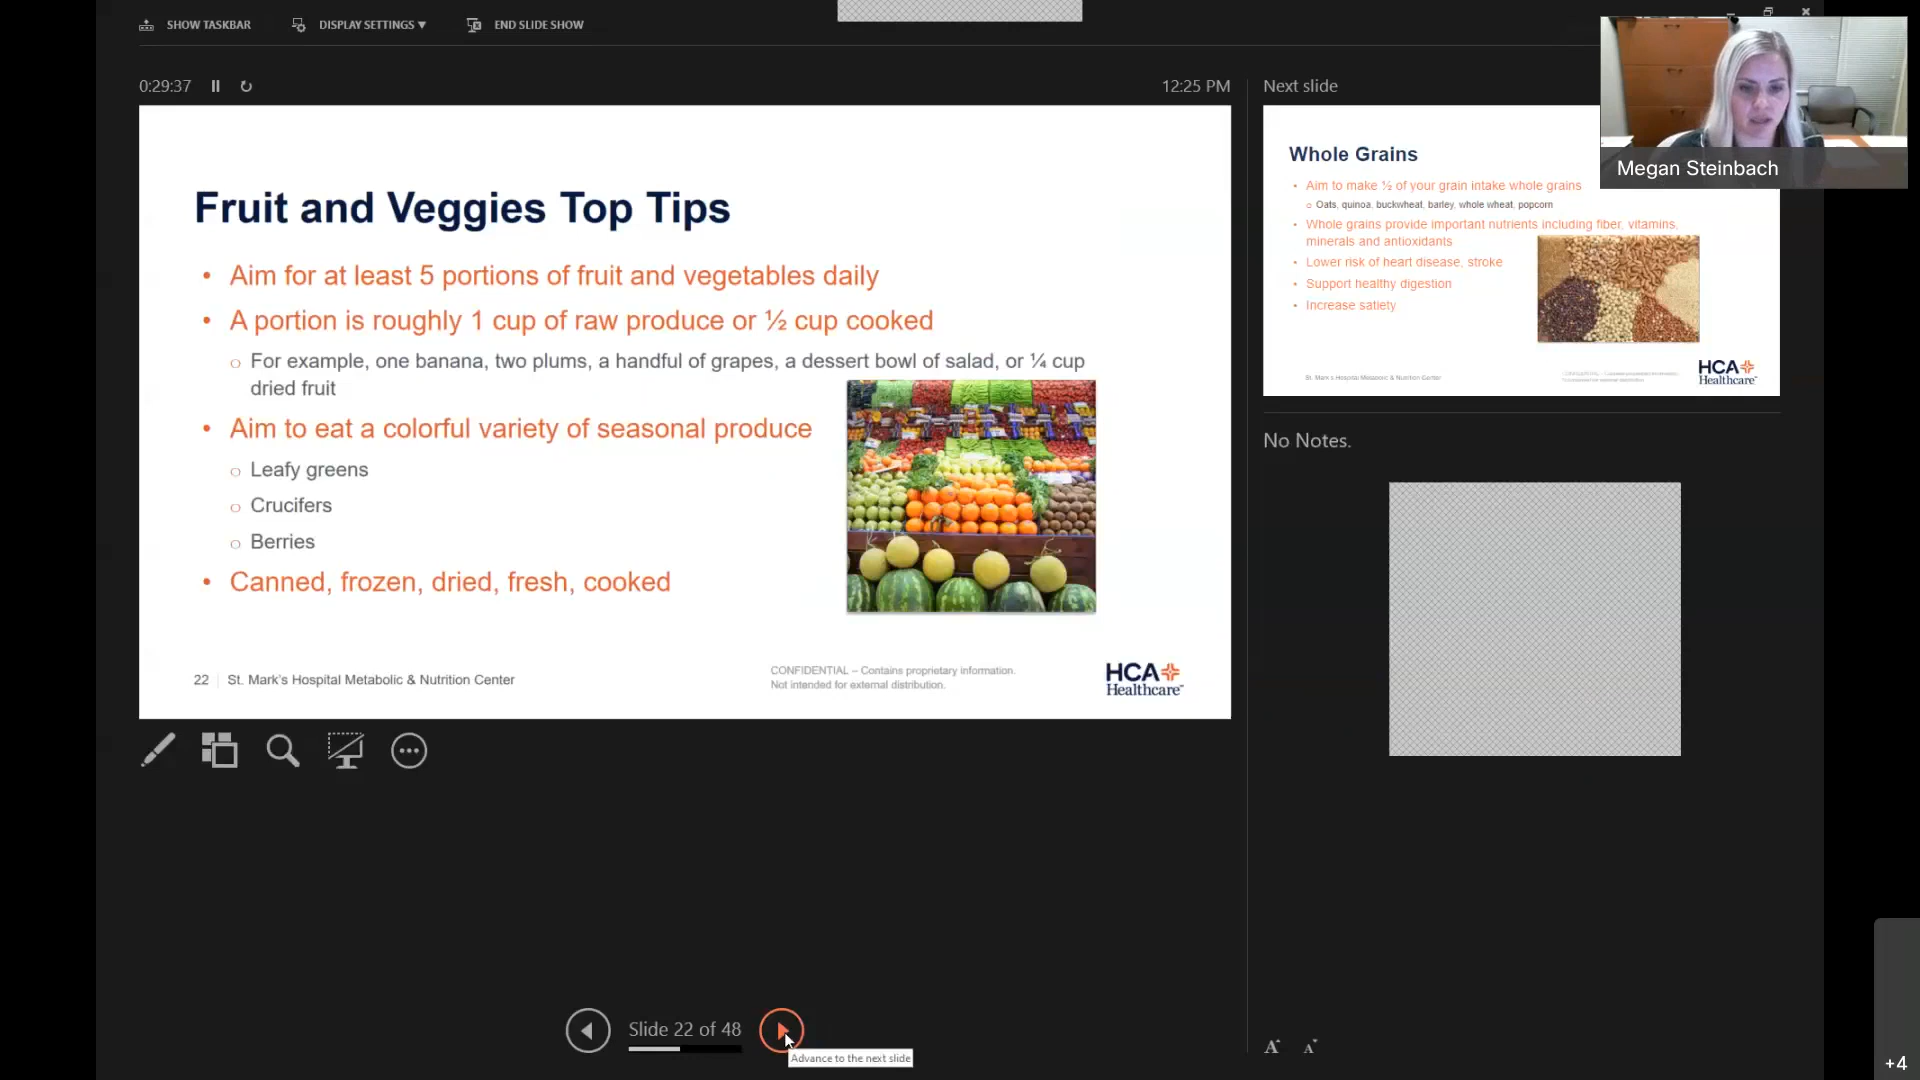 SHOW TASKBAR
DISPLAY SETTINGS ▼
END SLIDE SHOW
0:29:37
12:25 PM
Fruit and Veggies Top Tips
• Aim for at least 5 portions of fruit and vegetables daily
• A portion is roughly 1 cup of raw produce or ½ cup cooked
o For example, one banana, two plums, a handful of grapes, a dessert bowl of salad, or ¼ cup
dried fruit
• Aim to eat a colorful variety of seasonal produce
o Leafy greens
o Crucifers
o Berries
• Canned, frozen, dried, fresh, cooked
22
St. Mark's Hospital Metabolic & Nutrition Center
CONFIDENTIAL – Contains proprietary information.
Not intended for external distribution.
HCA
Healthcare™
Slide 22 of 48
Advance to the next slide
Next slide
Whole Grains
• Aim to make ½ of your grain intake whole grains
o Oats, quinoa, buckwheat, barley, whole wheat, popcorn
• Whole grains provide important nutrients including fiber, vitamins,
minerals and antioxidants
• Lower risk of heart disease, stroke
• Support healthy digestion
• Increase satiety
St. Mark's Hospital Metabolic & Nutrition Center
HCA
Healthcare™
Megan Steinbach
No Notes.
A
A
+4